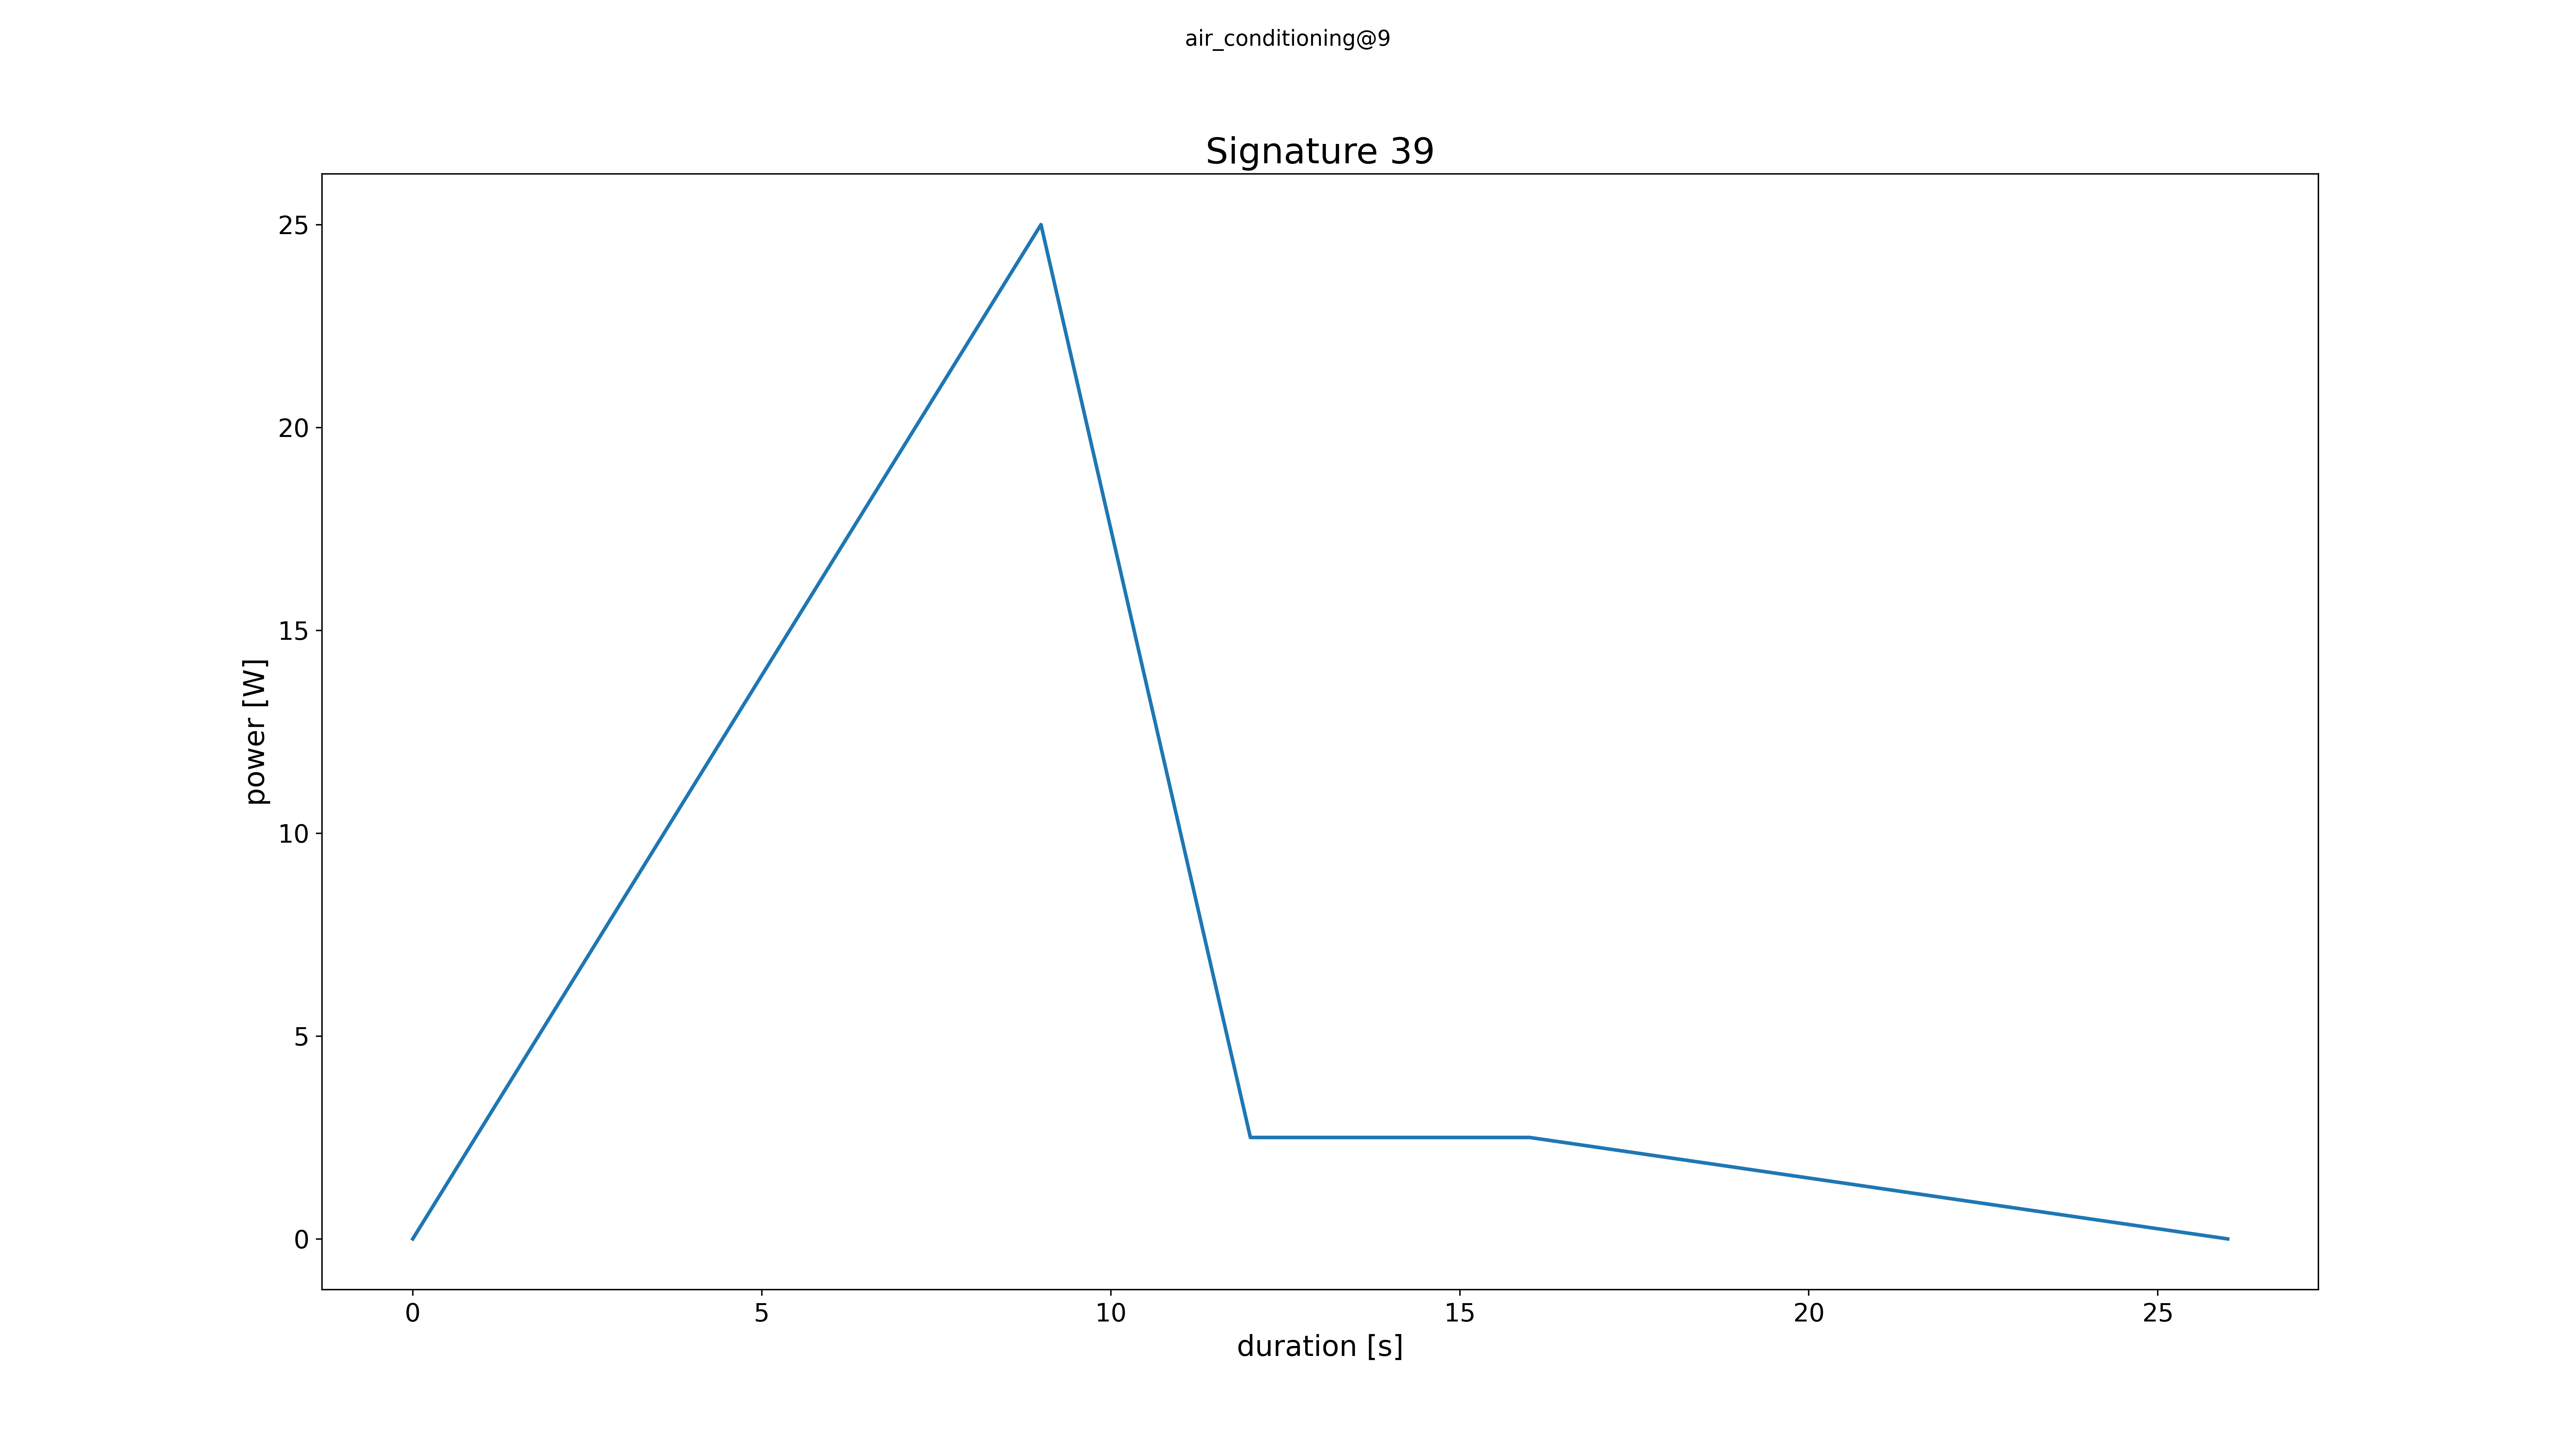 air_conditioning@9
Signature 39
25
20
15
10
5
0
power [W]
0 5 10 15 20 25
duration [s]